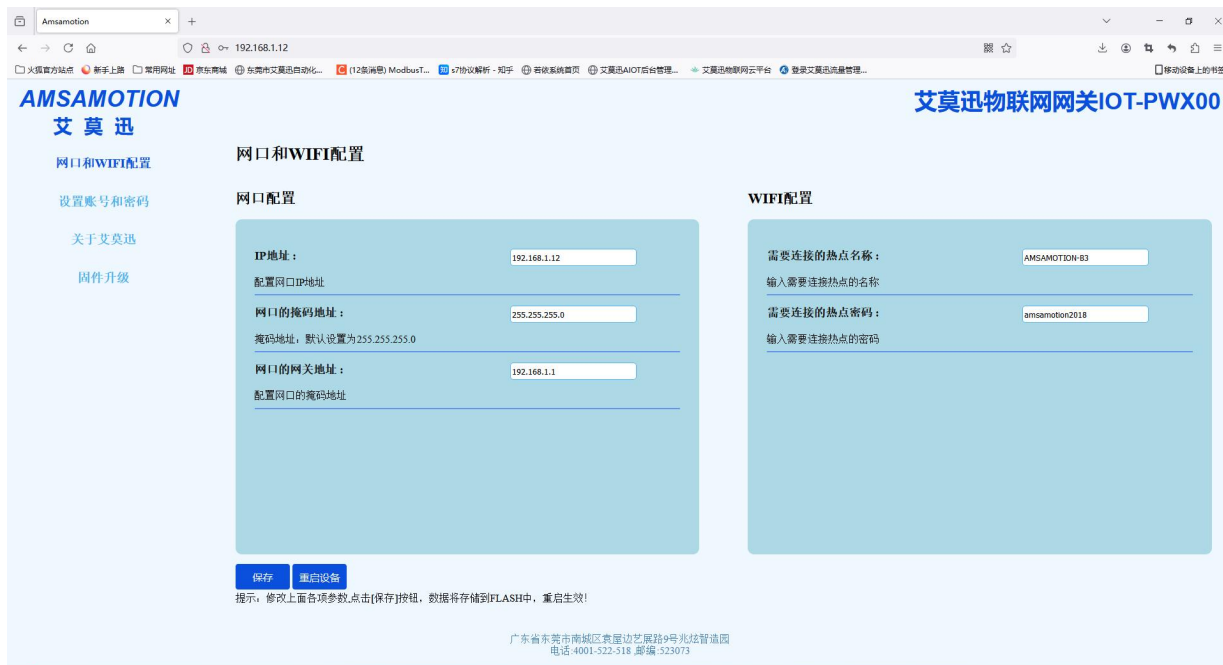 Amsamotion
192.168.1.12
火狐官方站点 新手上路 常用网址 京东商城 东莞市艾莫迅自动化... (12条消息) ModbusT... s7协议解析 - 知乎 若依系统首页 艾莫迅AIOT后台管理... 艾莫迅物联网云平台 登录艾莫迅流量管理... 移动设备上的书签
AMSAMOTION
艾莫迅
艾莫迅物联网网关IOT-PWX00
网口和WIFI配置
设置账号和密码
关于艾莫迅
固件升级
网口和WIFI配置
网口配置
IP地址：
192.168.1.12
配置网口IP地址
网口的掩码地址：
255.255.255.0
掩码地址，默认设置为255.255.255.0
网口的网关地址：
192.168.1.1
配置网口的掩码地址
WIFI配置
需要连接的热点名称：
AMSAMOTION-B3
输入需要连接热点的名称
需要连接的热点密码：
amsamotion2018
输入需要连接热点的密码
保存 重启设备
提示：修改上面各项参数,点击[保存]按钮，数据将存储到FLASH中，重启生效!
广东省东莞市南城区袁屋边艺展路9号兆炫智造园
电话:4001-522-518 ,邮编:523073